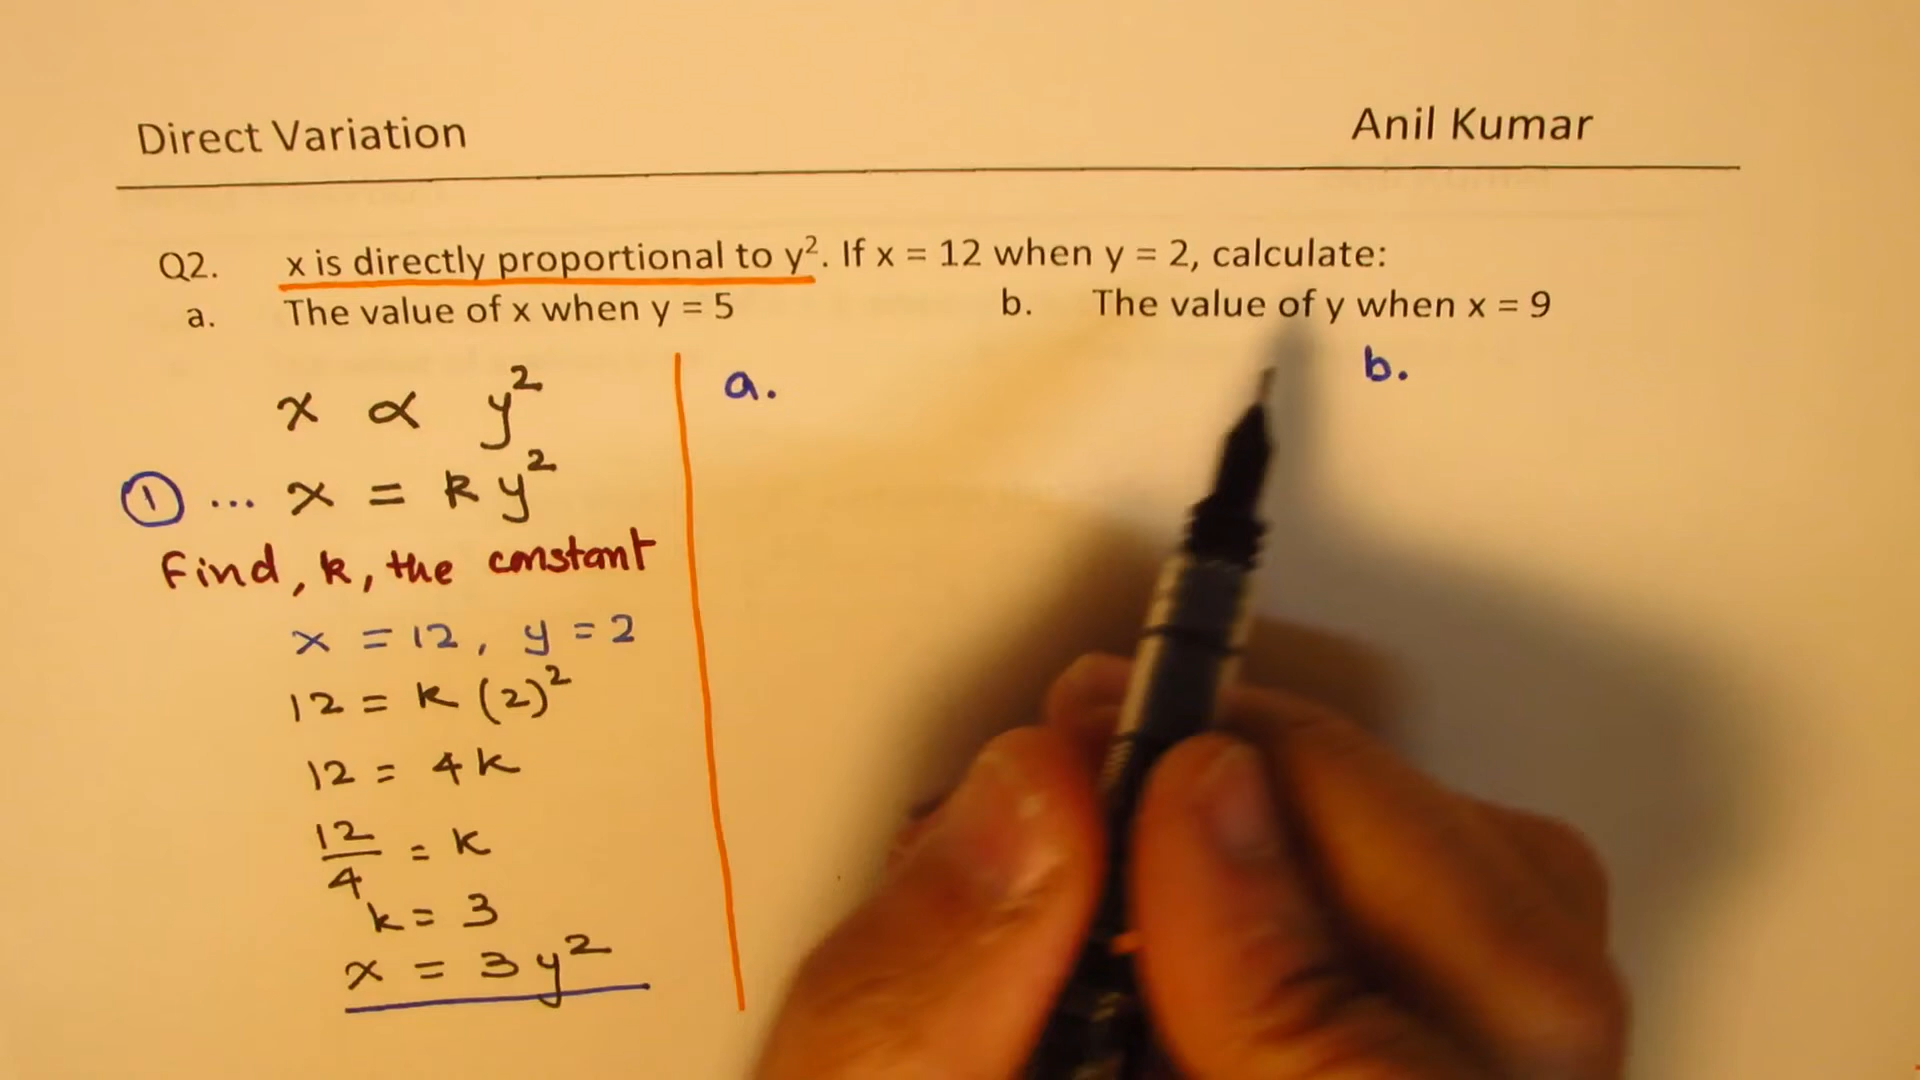 Direct Variation
Anil Kumar
Q2. x is directly proportional to y². If x = 12 when y = 2, calculate:
a. The value of x when y = 5
b. The value of y when x = 9
x ∝ y²
① ... x = k y²
Find, k, the constant
x = 12, y = 2
12 = k (2)²
12 = 4k
12/4 = k
k = 3
x = 3y²
a.
b.